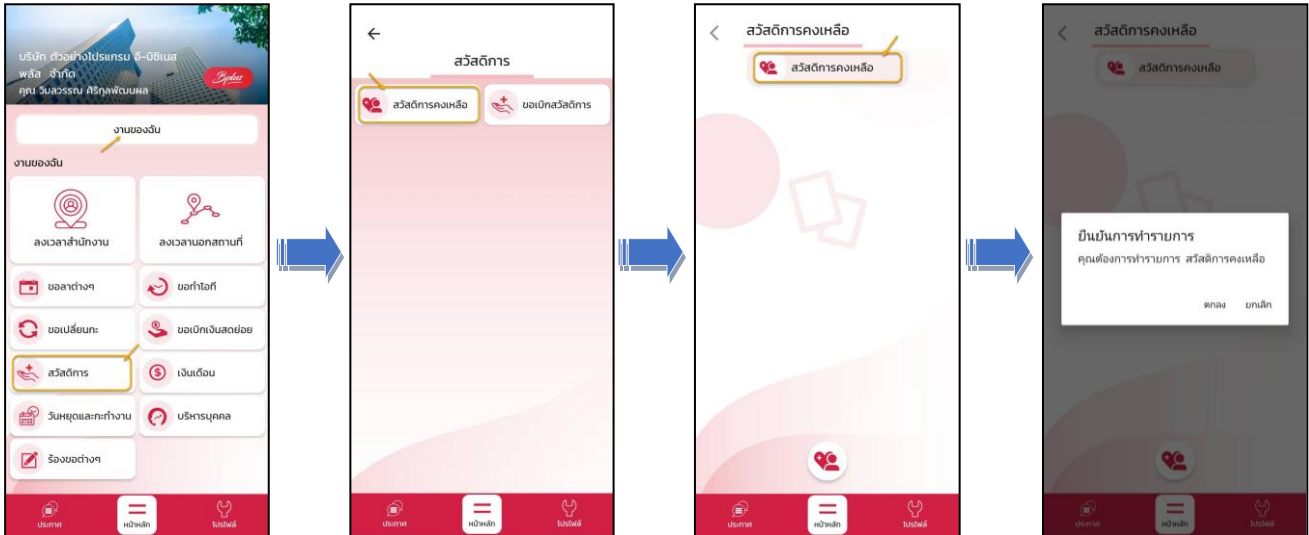 บริษัท ตัวอย่างโปรแกรม อี-บิซิเนส
พลัส จำกัด
คุณ วิมลวรรณ ศิริกุลพัฒนผล
Bplus
งานของฉัน
งานของฉัน
ลงเวลาสำนักงาน
ลงเวลานอกสถานที่
ขอลาต่างๆ
ขอทำโอที
ขอเปลี่ยนกะ
ขอเบิกเงินสดย่อย
สวัสดิการ
เงินเดือน
วันหยุดและกะทำงาน
บริหารบุคคล
ร้องขอต่างๆ
ประกาศ
หน้าหลัก
โปรไฟล์
สวัสดิการ
สวัสดิการคงเหลือ
ขอเบิกสวัสดิการ
ประกาศ
หน้าหลัก
โปรไฟล์
สวัสดิการคงเหลือ
สวัสดิการคงเหลือ
ประกาศ
หน้าหลัก
โปรไฟล์
สวัสดิการคงเหลือ
สวัสดิการคงเหลือ
ยืนยันการทำรายการ
คุณต้องการทำรายการ สวัสดิการคงเหลือ
ตกลง
ยกเลิก
ประกาศ
หน้าหลัก
โปรไฟล์